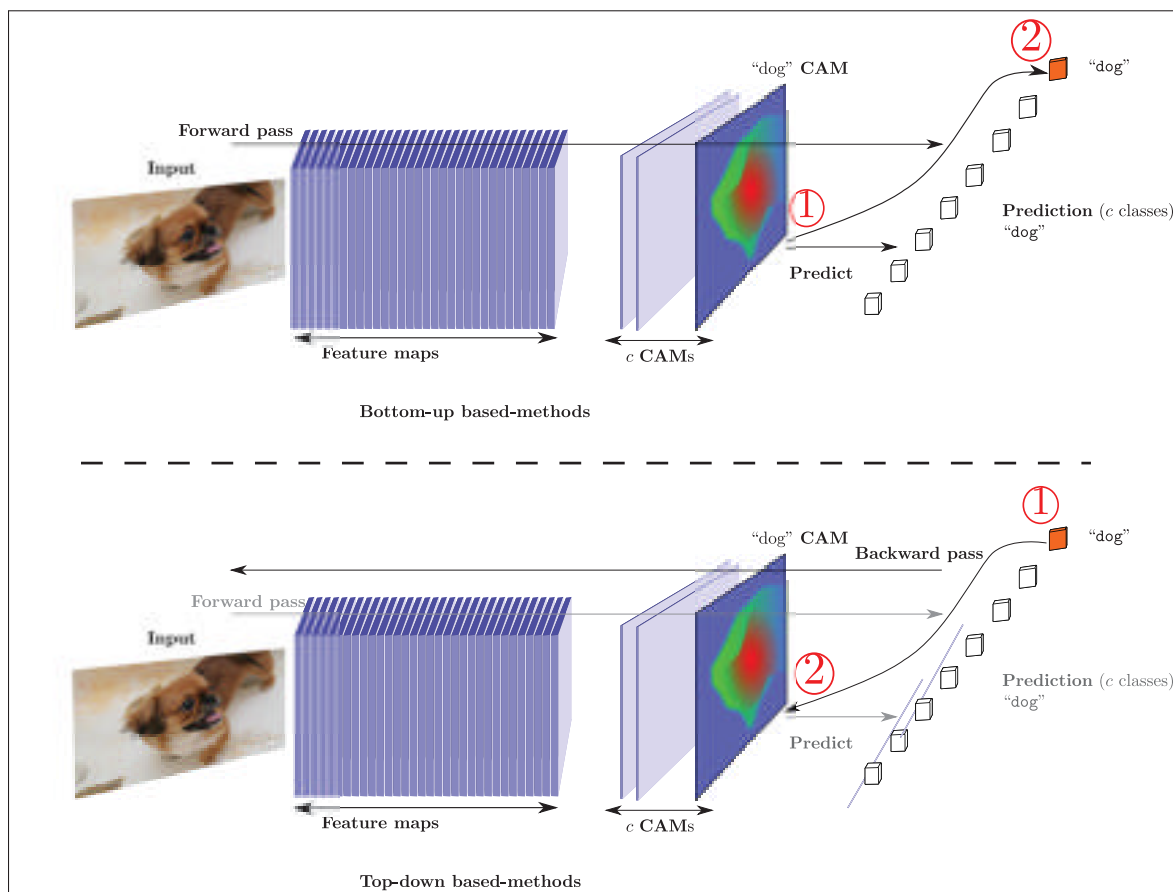 ②
“dog” CAM
“dog”
Forward pass
Input
①
Prediction (c classes)
“dog”
Predict
Feature maps
c CAMs
Bottom-up based-methods
①
“dog” CAM
“dog”
Backward pass
Forward pass
Input
②
Prediction (c classes)
“dog”
Predict
Feature maps
c CAMs
Top-down based-methods